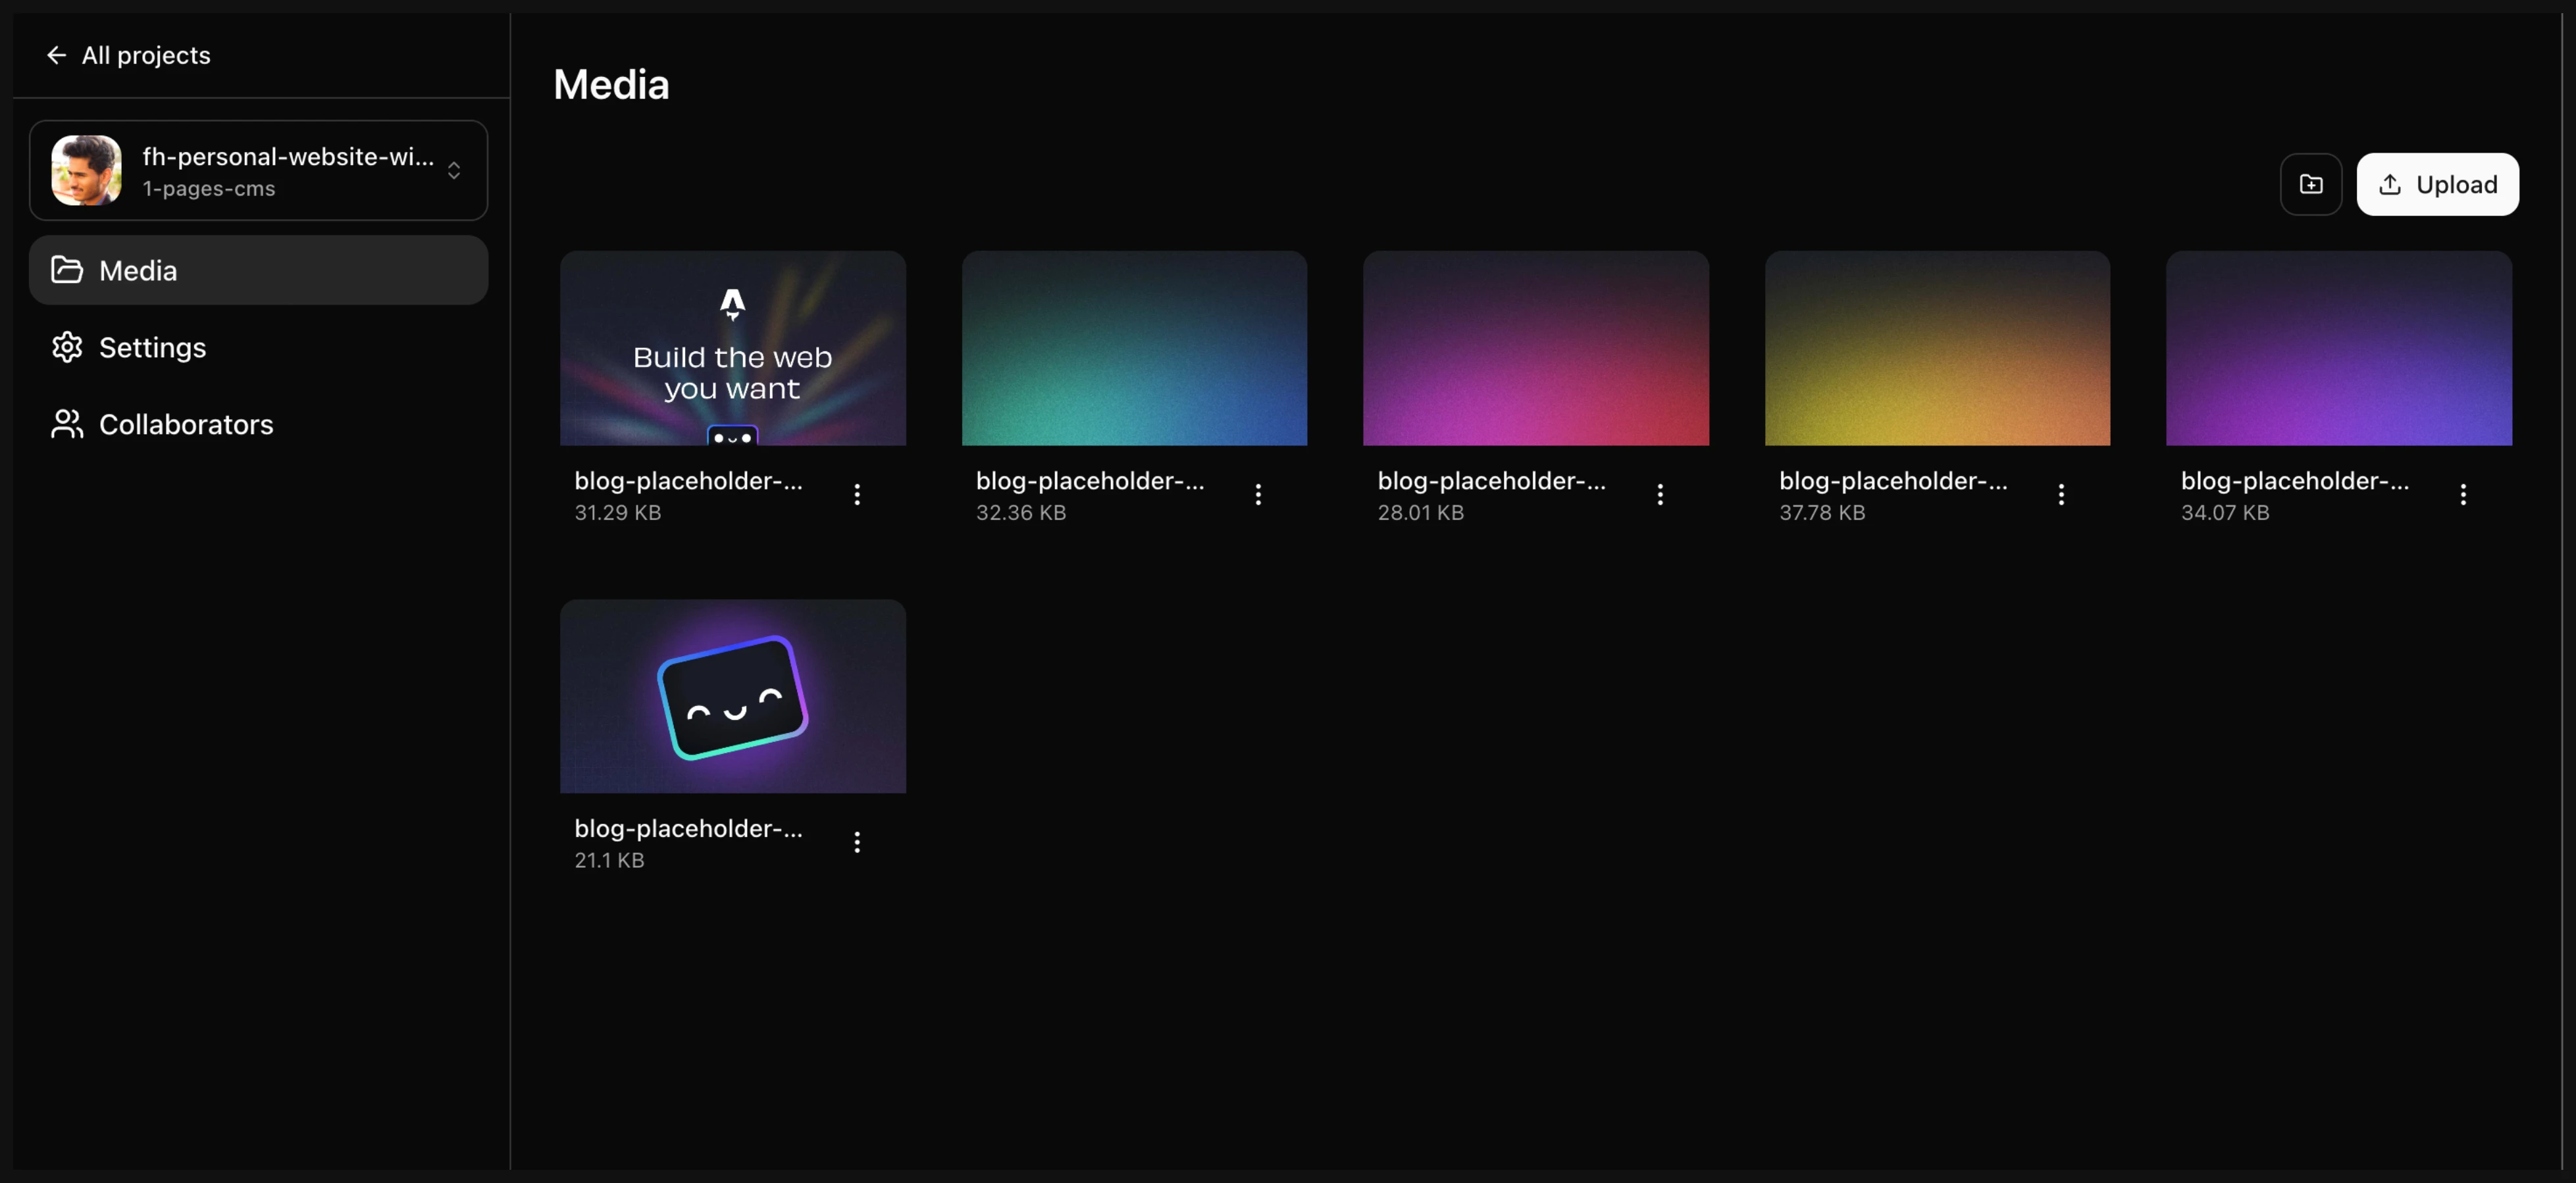 All projects
fh-personal-website-wi...
1-pages-cms
Media
Settings
Collaborators
Media
Upload
Build the web
you want
blog-placeholder-...
31.29 KB
blog-placeholder-...
32.36 KB
blog-placeholder-...
28.01 KB
blog-placeholder-...
37.78 KB
blog-placeholder-...
34.07 KB
blog-placeholder-...
21.1 KB